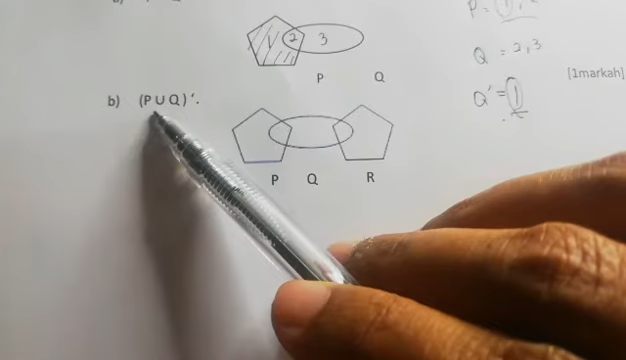 P = 1, 2
1 2 3
Q = 2,3
P Q
[1markah]
Q' = 1
b) (P U Q)'.
P Q R